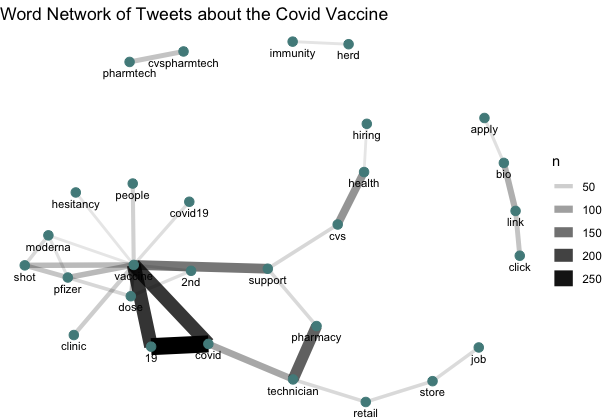 Word Network of Tweets about the Covid Vaccine
immunity
herd
cvspharmtech
pharmtech
hiring
apply
n
bio
health
50
people
hesitancy
covid19
100
link
150
cvs
moderna
200
click
shot
vaccine
2nd
support
250
pfizer
dose
pharmacy
clinic
19
covid
job
technician
store
retail